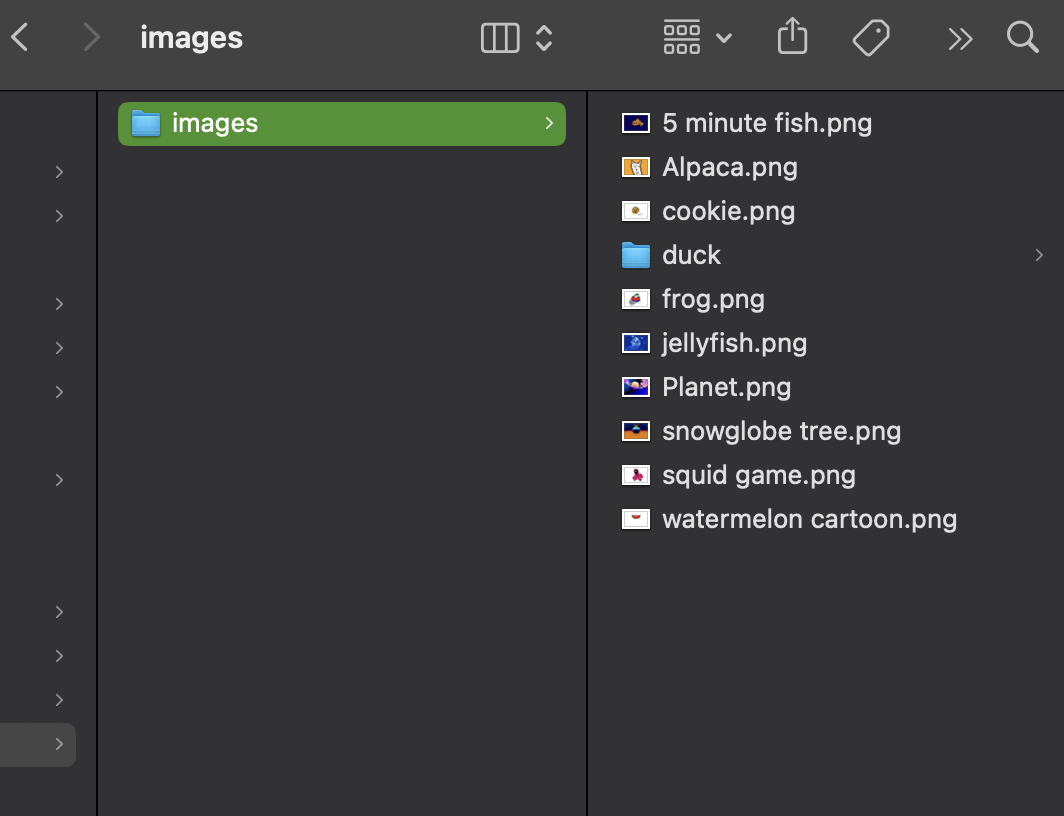 images
images
5 minute fish.png
Alpaca.png
cookie.png
duck
frog.png
jellyfish.png
Planet.png
snowglobe tree.png
squid game.png
watermelon cartoon.png